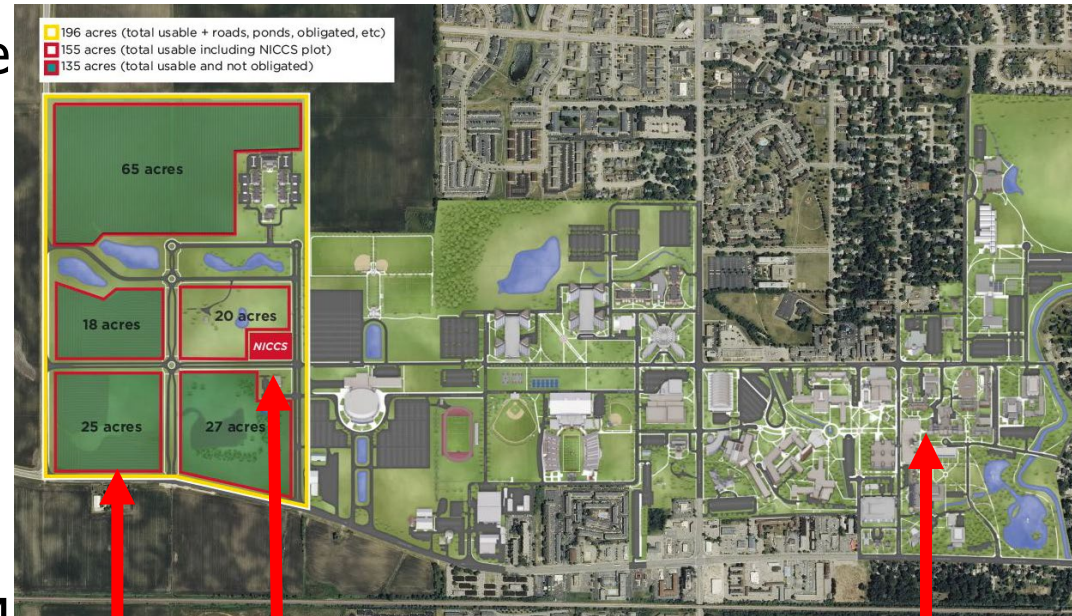 e
196 acres (total usable + roads, ponds, obligated, etc)
155 acres (total usable including NICCS plot)
135 acres (total usable and not obligated)
65 acres
18 acres
20 acres
NICCS
25 acres
27 acres